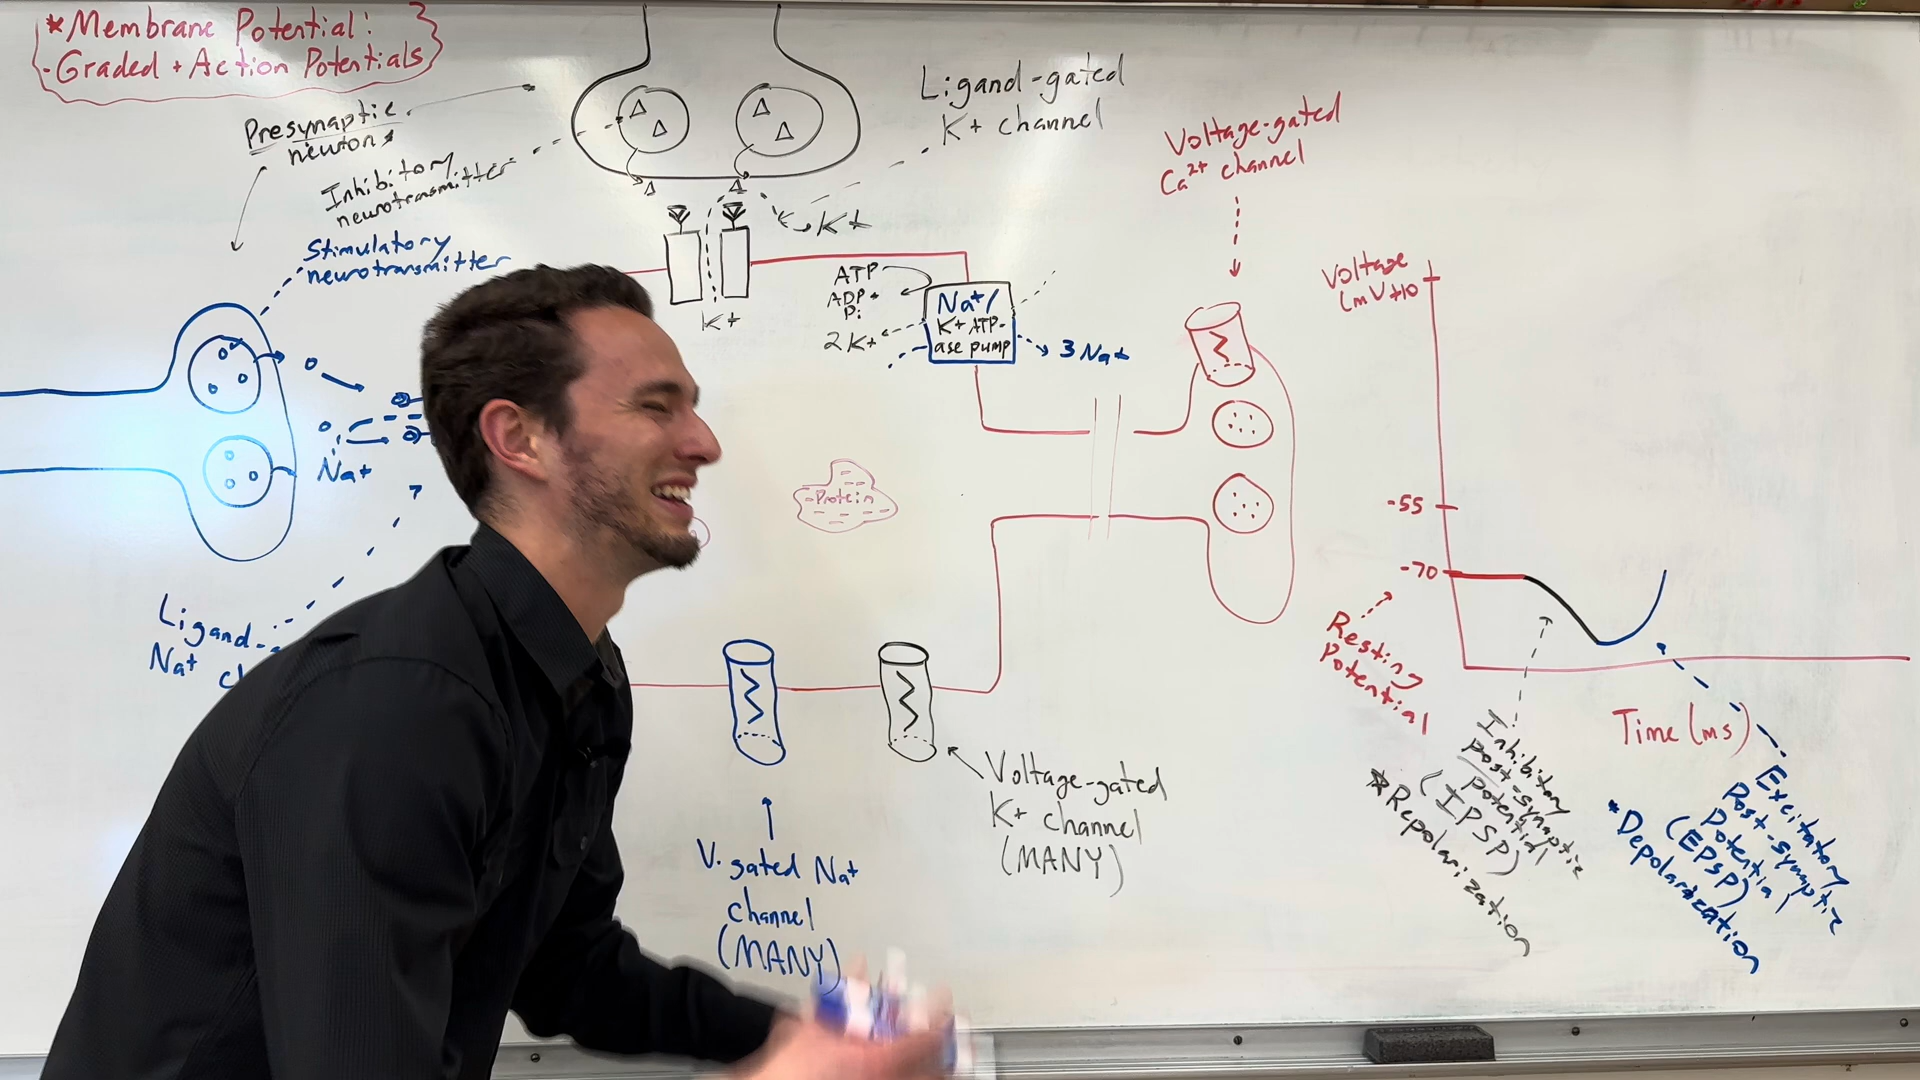 *Membrane Potential:
-Graded + Action Potentials
Presynaptic
neurons
Inhibitory
neurotransmitter
Stimulatory
neurotransmitter
Na+
Ligand-
Na+
Ligand-gated
K+ channel
K+
K+
ATP
ADP +
Pi
2K+
Na+/
K+ ATP-
ase pump
3 Na+
Protein
Voltage-gated
Ca2+ channel
V. gated Na+
channel
(MANY)
Voltage-gated
K+ channel
(MANY)
Voltage
(mV)
+10
-55
-70
Resting
Potential
Time (ms)
Inhibitory
post-synaptic
potential
(IPSP)
*Repolarization
Excitatory
Post-synaptic
Potential
(EPSP)
*Depolarization